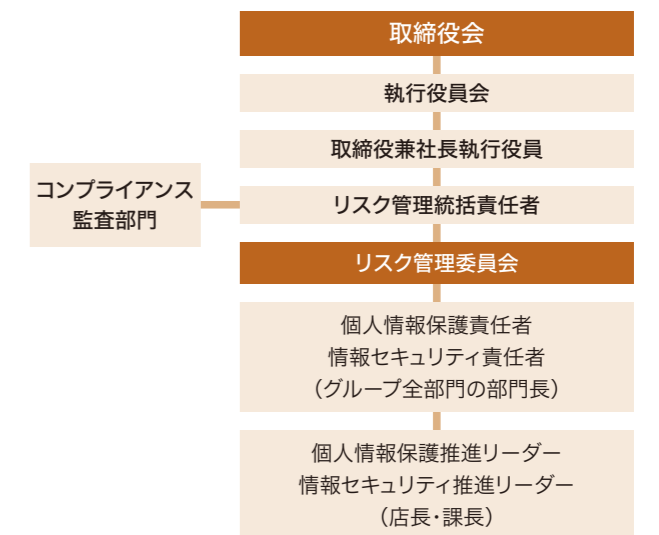 取締役会
執行役員会
取締役兼社長執行役員
コンプライアンス
監査部門
リスク管理統括責任者
リスク管理委員会
個人情報保護責任者
情報セキュリティ責任者
（グループ全部門の部門長）
個人情報保護推進リーダー
情報セキュリティ推進リーダー
（店長・課長）